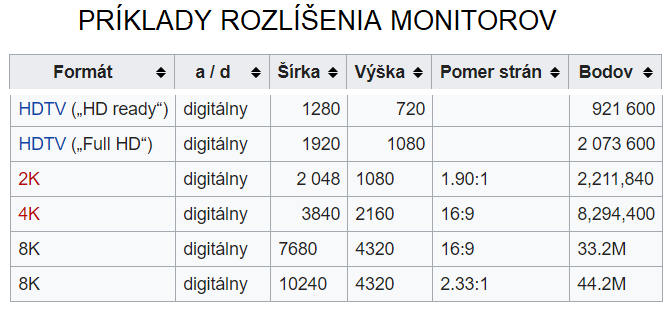 PRÍKLADY ROZLÍŠENIA MONITOROV
Formát a / d Šírka Výška Pomer strán Bodov
HDTV („HD ready“) digitálny 1280 720 921 600
HDTV („Full HD“) digitálny 1920 1080 2 073 600
2K digitálny 2 048 1080 1.90:1 2,211,840
4K digitálny 3840 2160 16:9 8,294,400
8K digitálny 7680 4320 16:9 33.2M
8K digitálny 10240 4320 2.33:1 44.2M